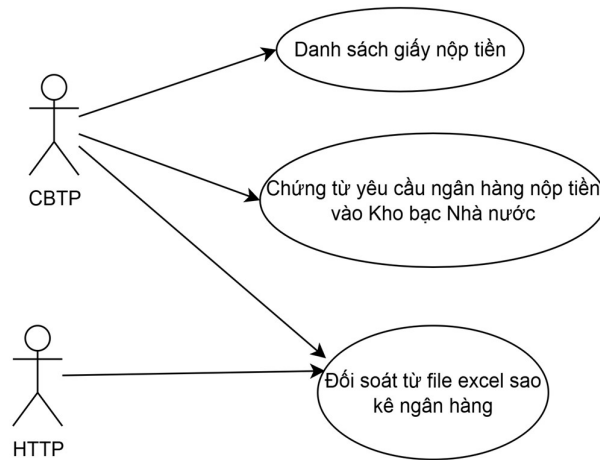 Danh sách giấy nộp tiền
CBTP
Chứng từ yêu cầu ngân hàng nộp tiền
vào Kho bạc Nhà nước
Đối soát từ file excel sao
kê ngân hàng
HTTP